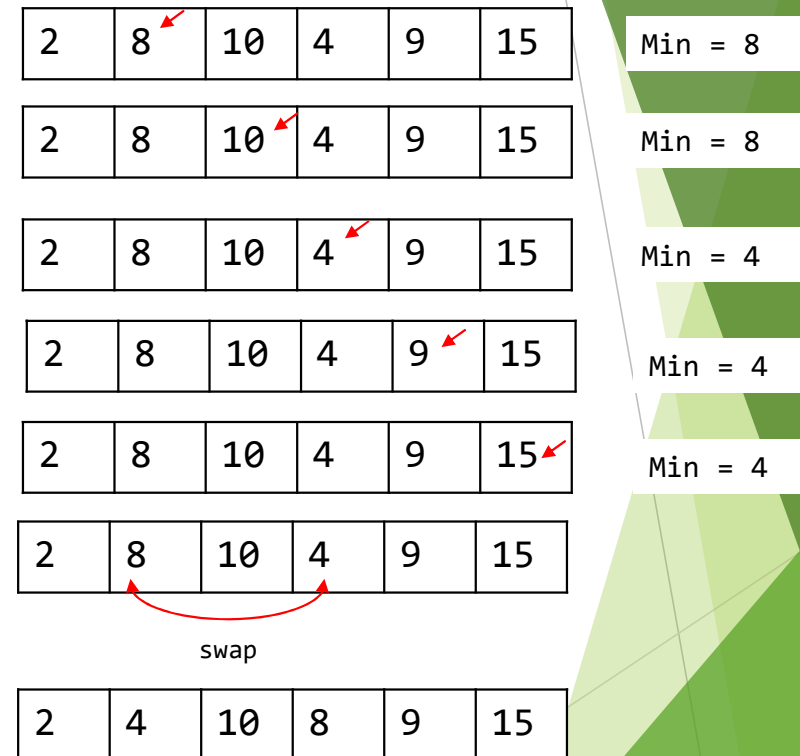 2 8 10 4 9 15 Min = 8
2 8 10 4 9 15 Min = 8
2 8 10 4 9 15 Min = 4
2 8 10 4 9 15 Min = 4
2 8 10 4 9 15 Min = 4
2 8 10 4 9 15
swap
2 4 10 8 9 15